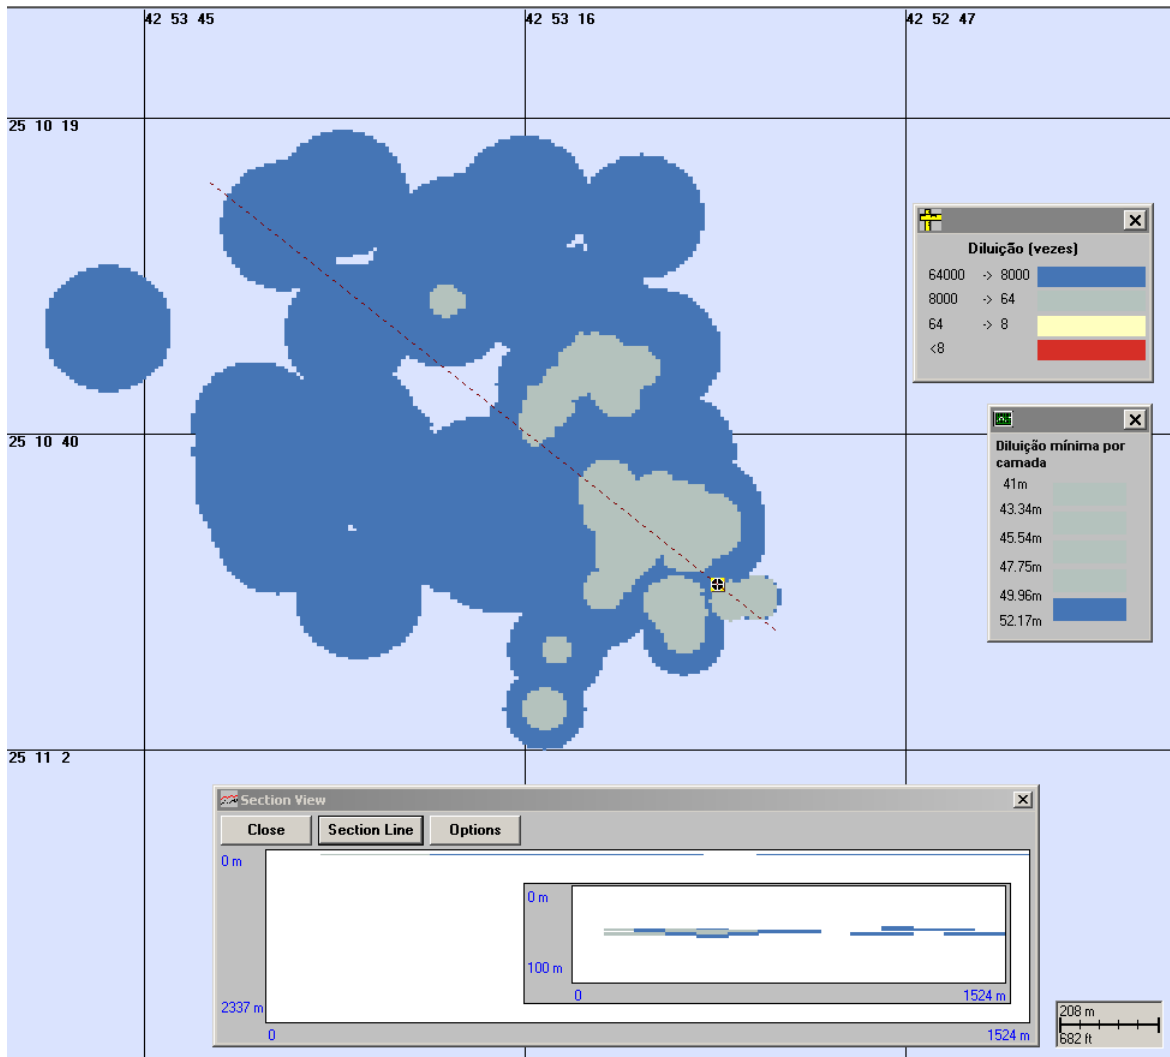 42 53 45
42 53 16
42 52 47
25 10 19
25 10 40
25 11 2
Diluição (vezes)
64000 -> 8000
8000 -> 64
64 -> 8
<8
Diluição mínima por
camada
41m
43.34m
45.54m
47.75m
49.96m
52.17m
Section View
Close
Section Line
Options
0 m
2337 m
0
1524 m
0 m
100 m
0
1524 m
208 m
682 ft